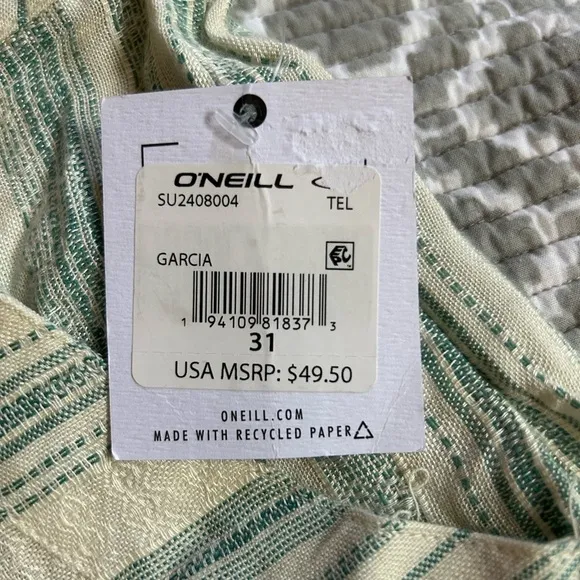 O'NEILL
SU2408004 TEL
GARCIA
1 94109 81837 3
31
USA MSRP: $49.50
ONEILL.COM
MADE WITH RECYCLED PAPER